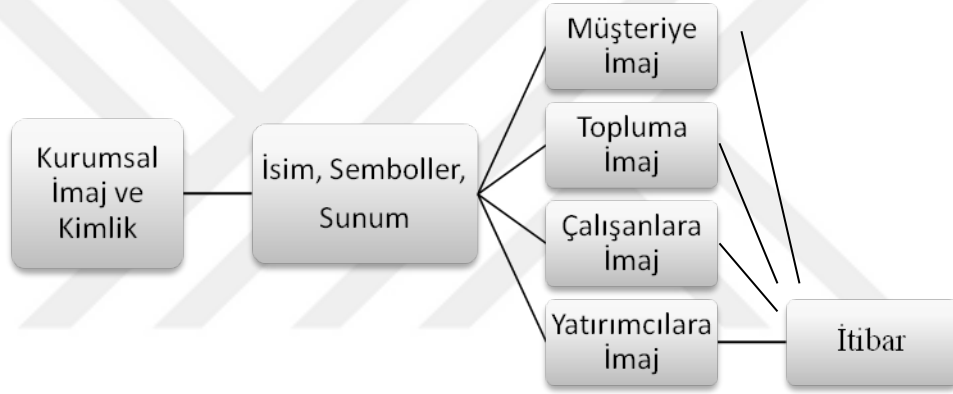 Kurumsal
İmaj ve
Kimlik
İsim, Semboller,
Sunum
Müşteriye
İmaj
Topluma
İmaj
Çalışanlara
İmaj
Yatırımcılara
İmaj
İtibar